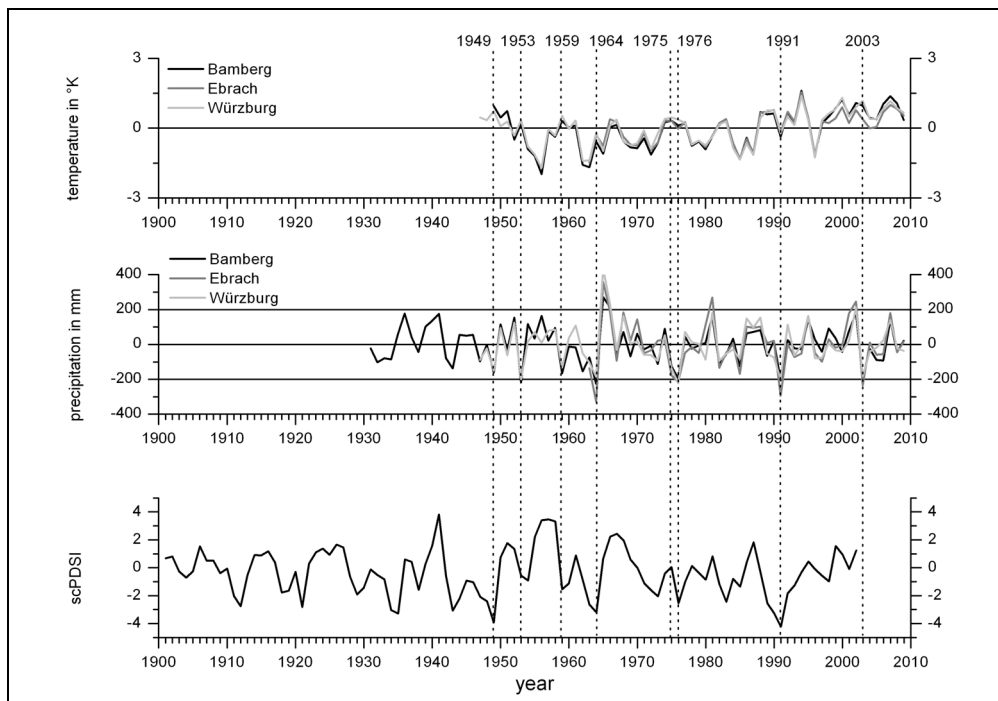 1949 1953 1959 1964 1975 1976 1991 2003
3 3
Bamberg
Ebrach
Würzburg
temperature in °K
0 0
-3 -3
1900 1910 1920 1930 1940 1950 1960 1970 1980 1990 2000 2010
Bamberg
400 400
Ebrach
Würzburg
200 200
precipitation in mm
0 0
-200 -200
-400 -400
1900 1910 1920 1930 1940 1950 1960 1970 1980 1990 2000 2010
4 4
2 2
scPDSI
0 0
-2 -2
-4 -4
1900 1910 1920 1930 1940 1950 1960 1970 1980 1990 2000 2010
year